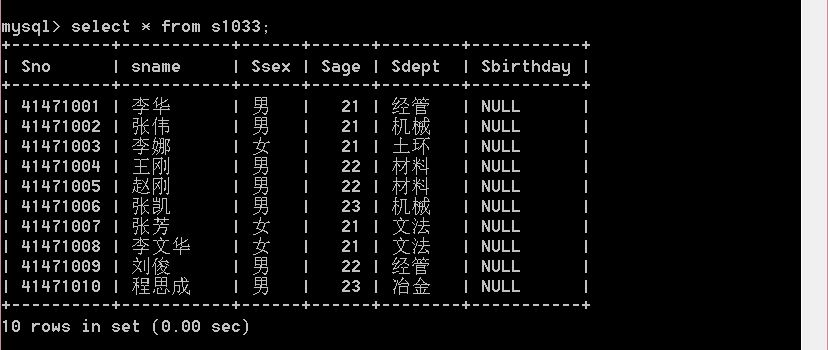 mysql> select * from s1033;
+----------+--------+------+------+-------+-----------+
| Sno | sname | Ssex | Sage | Sdept | Sbirthday |
+----------+--------+------+------+-------+-----------+
| 41471001 | 李华 | 男 | 21 | 经管 | NULL |
| 41471002 | 张伟 | 男 | 21 | 机械 | NULL |
| 41471003 | 李娜 | 女 | 21 | 土环 | NULL |
| 41471004 | 王刚 | 男 | 22 | 材料 | NULL |
| 41471005 | 赵刚 | 男 | 22 | 材料 | NULL |
| 41471006 | 张凯 | 男 | 23 | 机械 | NULL |
| 41471007 | 张芳 | 女 | 21 | 文法 | NULL |
| 41471008 | 李文华 | 女 | 21 | 文法 | NULL |
| 41471009 | 刘俊 | 男 | 22 | 经管 | NULL |
| 41471010 | 程思成 | 男 | 23 | 冶金 | NULL |
+----------+--------+------+------+-------+-----------+
10 rows in set (0.00 sec)